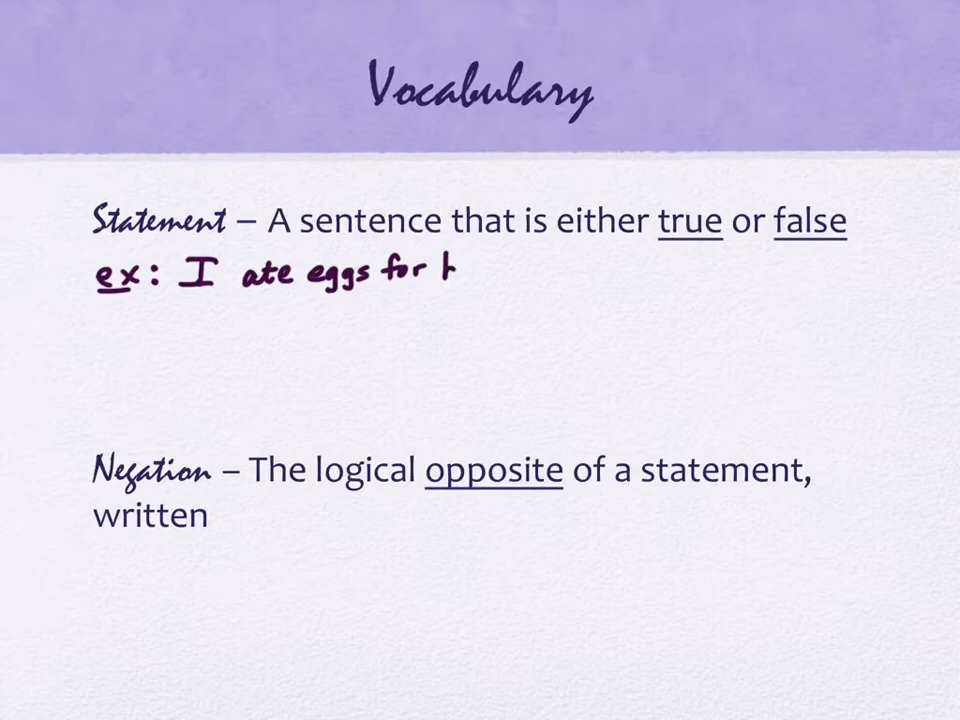 Vocabulary
Statement – A sentence that is either true or false
ex: I ate eggs for
Negation – The logical opposite of a statement,
written